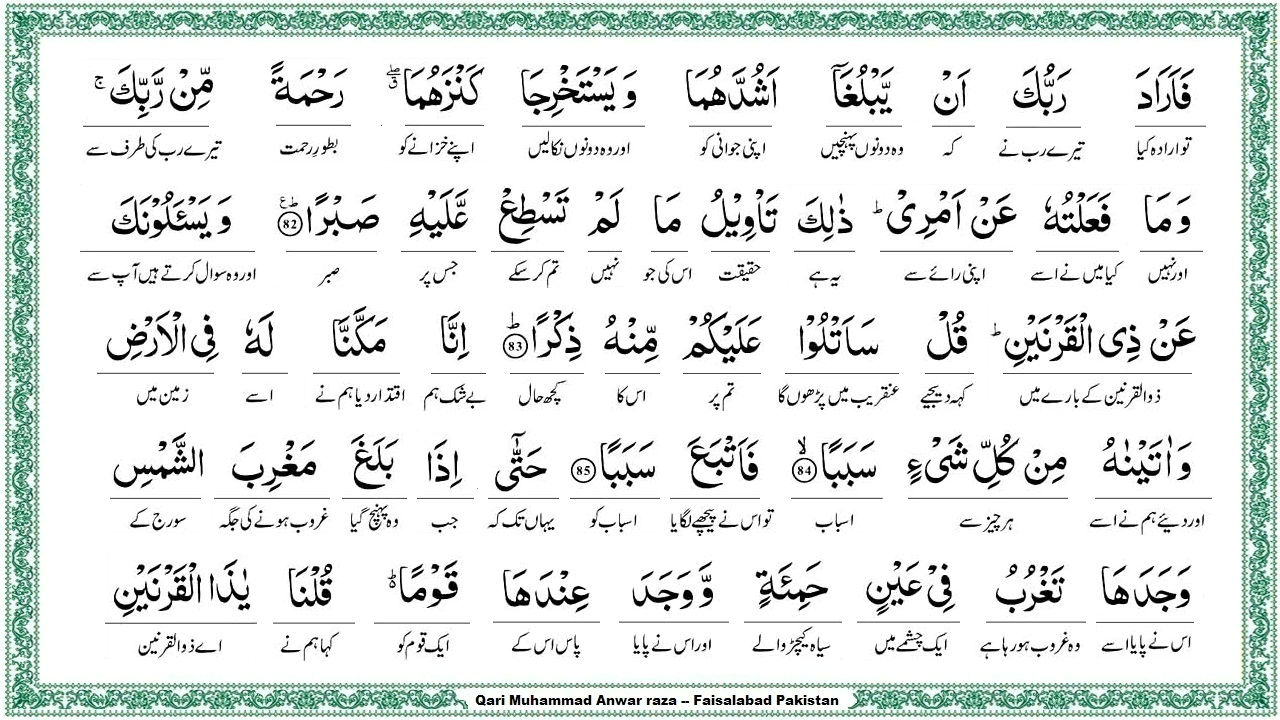 فَاَرَادَ رَبُّكَ اَنْ يَّبْلُغَاۤ اَشُدَّهُمَا وَ يَسْتَخْرِجَا كَنْزَهُمَا ۖۗ رَحْمَةً مِّنْ رَّبِّكَ ۚ
تو ارادہ کیا تیرے رب نے کہ وہ دونوں پہنچیں اپنی جوانی کو اور وہ دونوں نکالیں اپنے خزانے کو بطورِ رحمت تیرے رب کی طرف سے
وَ مَا فَعَلْتُهٗ عَنْ اَمْرِیْ ؕ ذٰلِكَ تَاْوِيْلُ مَا لَمْ تَسْطِعْ عَّلَيْهِ صَبْرًا ؕ ع 82 وَ يَسْـَٔلُوْنَكَ
اور نہیں کیا میں نے اسے اپنی رائے سے یہ ہے حقیقت اس کی جو نہیں تم کر سکے جس پر صبر اور وہ سوال کرتے ہیں آپ سے
عَنْ ذِی الْقَرْنَيْنِ ؕ قُلْ سَاَتْلُوْا عَلَيْكُمْ مِّنْهُ ذِكْرًا ؕ 83 اِنَّا مَكَّنَّا لَهٗ فِی الْاَرْضِ
ذوالقرنین کے بارے میں کہہ دیجیے عنقریب میں پڑھوں گا تم پر اس کا کچھ حال بے شک ہم اقتدار دیا ہم نے اسے زمین میں
وَ اٰتَيْنٰهُ مِنْ كُلِّ شَیْءٍ سَبَبًا ۙ 84 فَاَتْبَعَ سَبَبًا 85 حَتّٰۤی اِذَا بَلَغَ مَغْرِبَ الشَّمْسِ
اور دیئے ہم نے اسے ہر چیز سے اسباب تو اس نے پیچھے لگایا اسباب کو یہاں تک کہ جب وہ پہنچ گیا غروب ہونے کی جگہ سورج کے
وَجَدَهَا تَغْرُبُ فِیْ عَيْنٍ حَمِئَةٍ وَّ وَجَدَ عِنْدَهَا قَوْمًا ؕ۬ قُلْنَا يٰذَا الْقَرْنَيْنِ
اس نے پایا اسے وہ غروب ہو رہا ہے ایک چشمے میں سیاہ کیچڑ والے اور اس نے پایا پاس اس کے ایک قوم کو کہا ہم نے اے ذوالقرنین
Qari Muhammad Anwar raza -- Faisalabad Pakistan